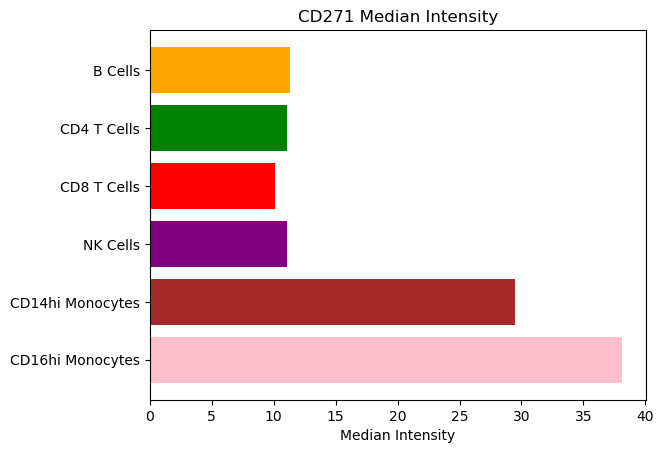 CD271 Median Intensity
B Cells
CD4 T Cells
CD8 T Cells
NK Cells
CD14hi Monocytes
CD16hi Monocytes
0 5 10 15 20 25 30 35 40
Median Intensity